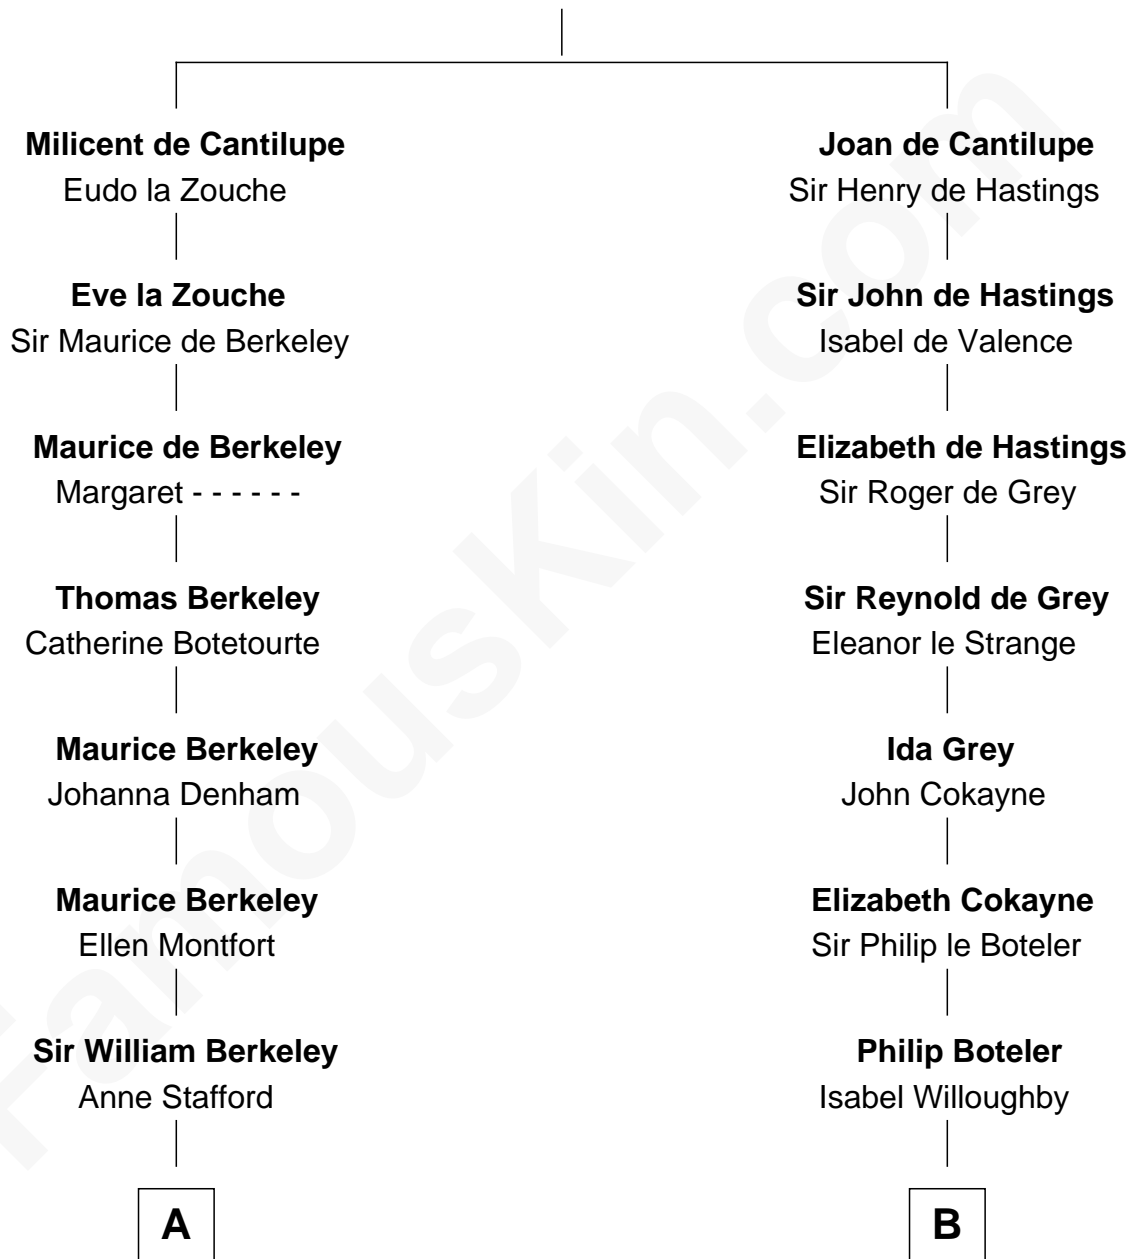 Milicent de Cantilupe
Eudo la Zouche
Eve la Zouche
Sir Maurice de Berkeley
Maurice de Berkeley
Margaret - - - - - -
Thomas Berkeley
Catherine Botetourte
Maurice Berkeley
Johanna Denham
Maurice Berkeley
Ellen Montfort
Sir William Berkeley
Anne Stafford
A
Joan de Cantilupe
Sir Henry de Hastings
Sir John de Hastings
Isabel de Valence
Elizabeth de Hastings
Sir Roger de Grey
Sir Reynold de Grey
Eleanor le Strange
Ida Grey
John Cokayne
Elizabeth Cokayne
Sir Philip le Boteler
Philip Boteler
Isabel Willoughby
B
FamousKin.com